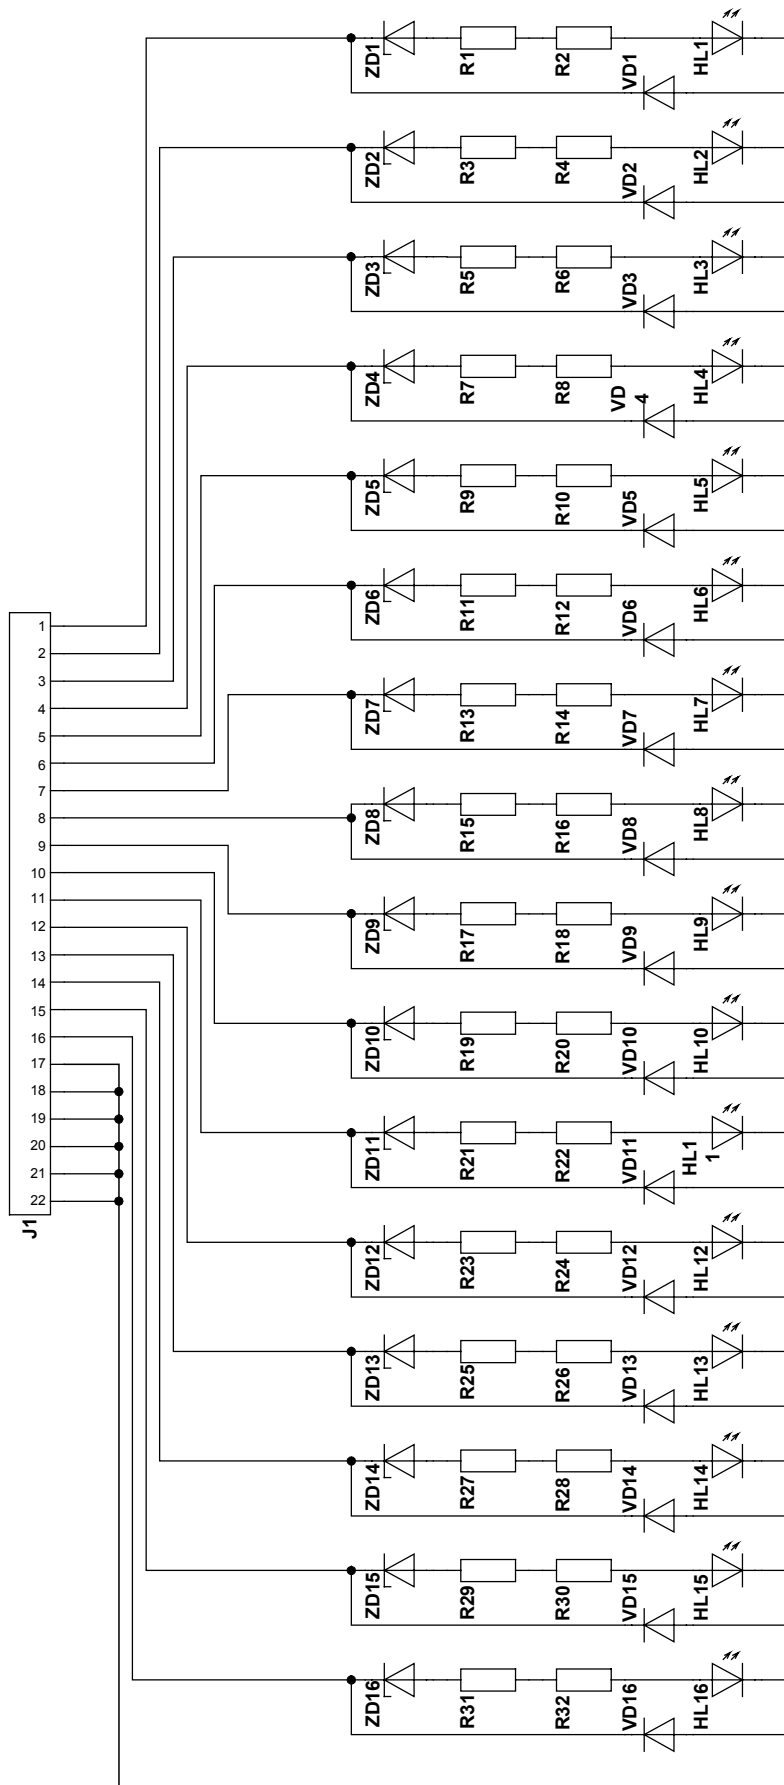 ZD1
R1
R2
VD1
HL1
ZD2
R3
R4
VD2
HL2
ZD3
R5
R6
VD3
HL3
ZD4
R7
R8
VD
4
HL4
ZD5
R9
R10
VD5
HL5
ZD6
R11
R12
VD6
HL6
ZD7
R13
R14
VD7
HL7
ZD8
R15
R16
VD8
HL8
ZD9
R17
R18
VD9
HL9
ZD10
R19
R20
VD10
HL10
ZD11
R21
R22
VD11
HL1
1
ZD12
R23
R24
VD12
HL12
ZD13
R25
R26
VD13
HL13
ZD14
R27
R28
VD14
HL14
ZD15
R29
R30
VD15
HL15
ZD16
R31
R32
VD16
HL16
1
2
3
4
5
6
7
8
9
10
11
12
13
14
15
16
17
18
19
20
21
22
J1